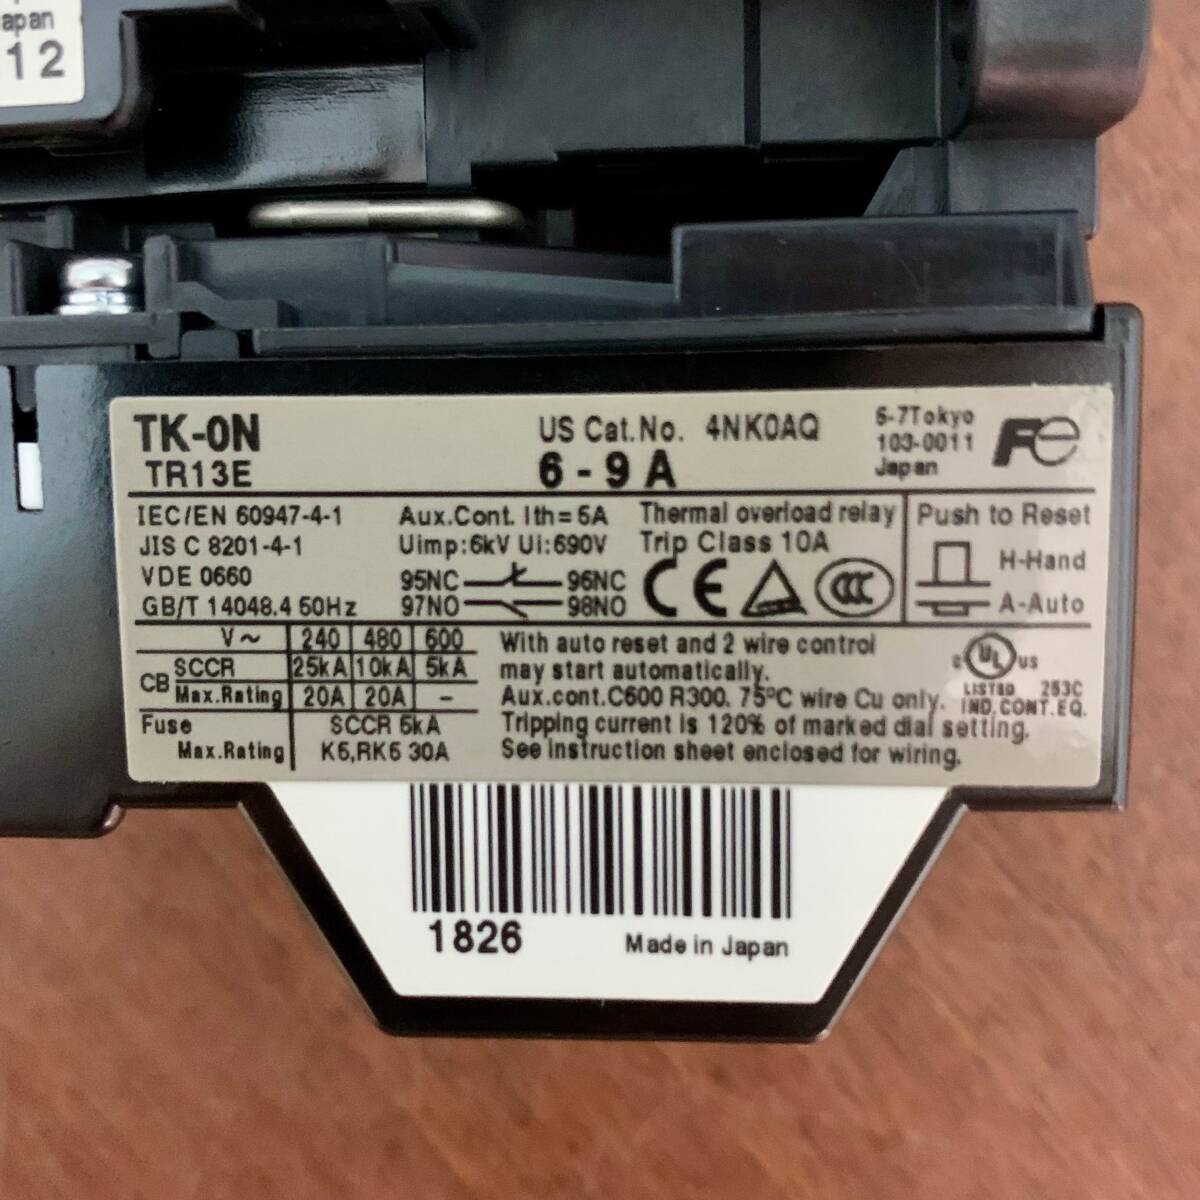 apan
12
TK-0N
TR13E
US Cat.No. 4NK0AQ
6 - 9 A
5-7Tokyo
103-0011
Japan
Fe
IEC/EN 60947-4-1
JIS C 8201-4-1
VDE 0660
GB/T 14048.4 50Hz
Aux.Cont. Ith=5A
Uimp:6kV Ui:690V
95NC 96NC
97NO 98NO
Thermal overload relay
Trip Class 10A
CE CCC
Push to Reset
H-Hand
A-Auto
V~ 240 480 600
CB SCCR 25kA 10kA 5kA
Max.Rating 20A 20A -
Fuse SCCR 5kA
Max.Rating K5,RK5 30A
With auto reset and 2 wire control
may start automatically.
Aux.cont.C600 R300. 75°C wire Cu only.
Tripping current is 120% of marked dial setting.
See instruction sheet enclosed for wiring.
c UL us
LISTED 253C
IND.CONT.EQ.
1826
Made in Japan